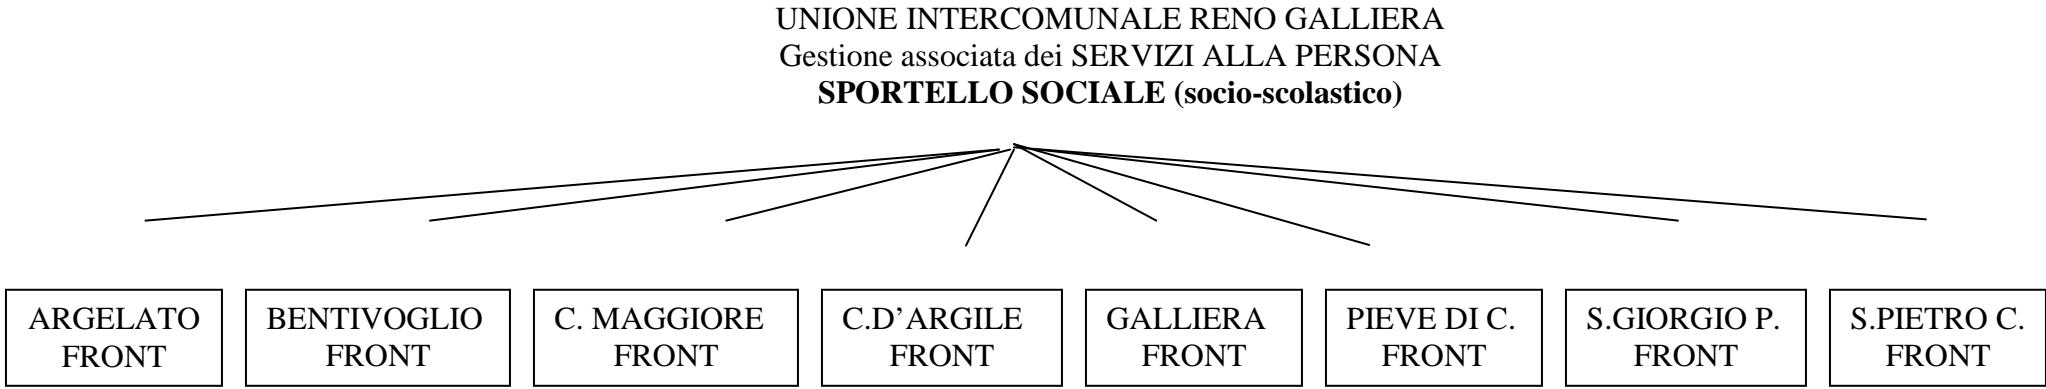 UNIONE INTERCOMUNALE RENO GALLIERA
Gestione associata dei SERVIZI ALLA PERSONA
SPORTELLO SOCIALE (socio-scolastico)
ARGELATO
FRONT
BENTIVOGLIO
FRONT
C. MAGGIORE
FRONT
C.D’ARGILE
FRONT
GALLIERA
FRONT
PIEVE DI C.
FRONT
S.GIORGIO P.
FRONT
S.PIETRO C.
FRONT